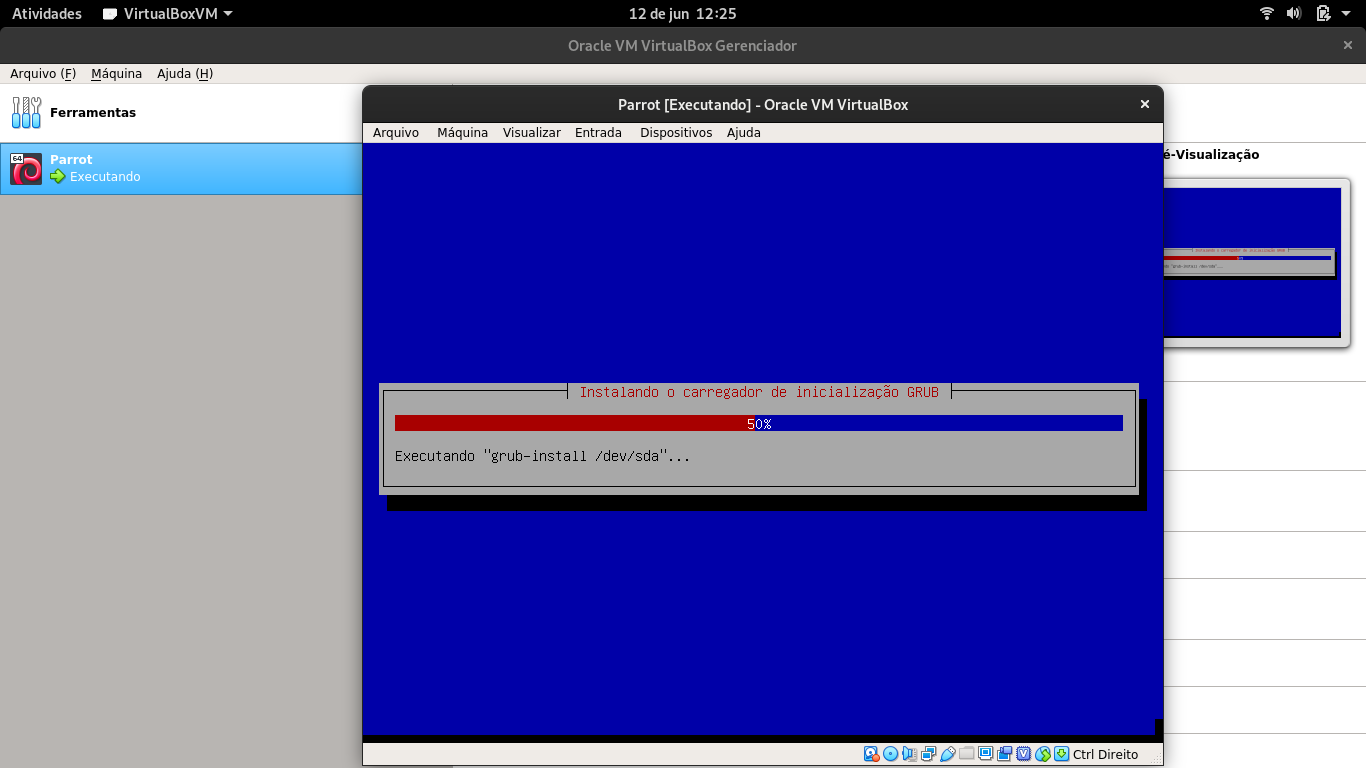 Atividades VirtualBoxVM 12 de jun 12:25
Oracle VM VirtualBox Gerenciador
Arquivo (F) Máquina Ajuda (H)
Ferramentas
64
Parrot
Executando
Parrot [Executando] - Oracle VM VirtualBox
Arquivo Máquina Visualizar Entrada Dispositivos Ajuda
é-Visualização
Instalando o carregador de inicialização GRUB
50%
Executando "grub-install /dev/sda"...
Ctrl Direito